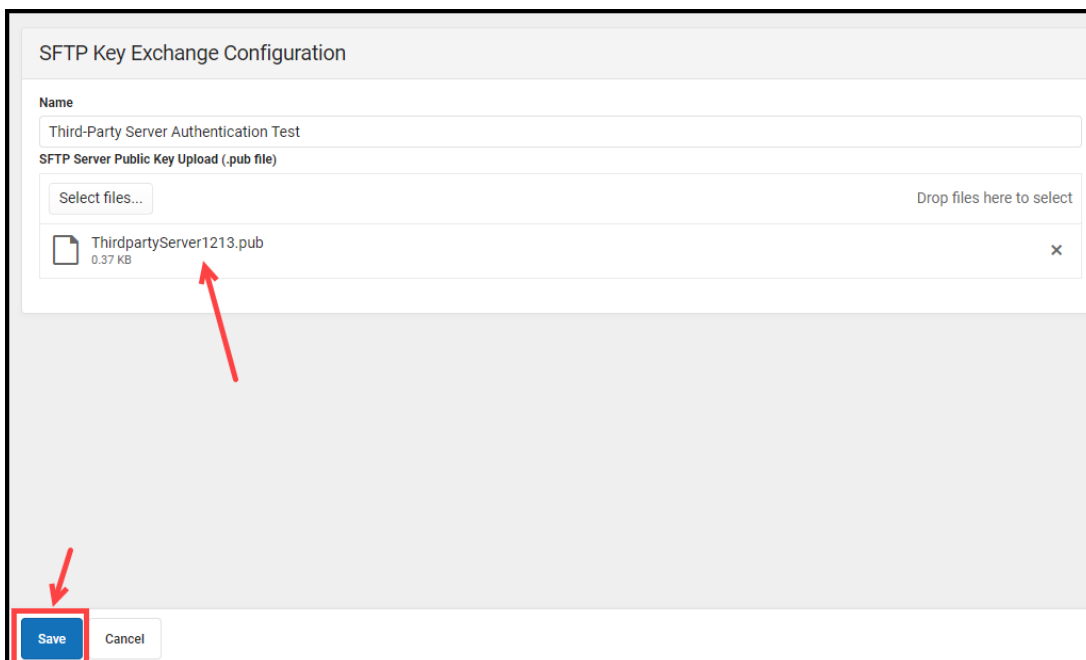 SFTP Key Exchange Configuration
Name
Third-Party Server Authentication Test
SFTP Server Public Key Upload (.pub file)
Select files... Drop files here to select
ThirdpartyServer1213.pub
0.37 KB
Save Cancel